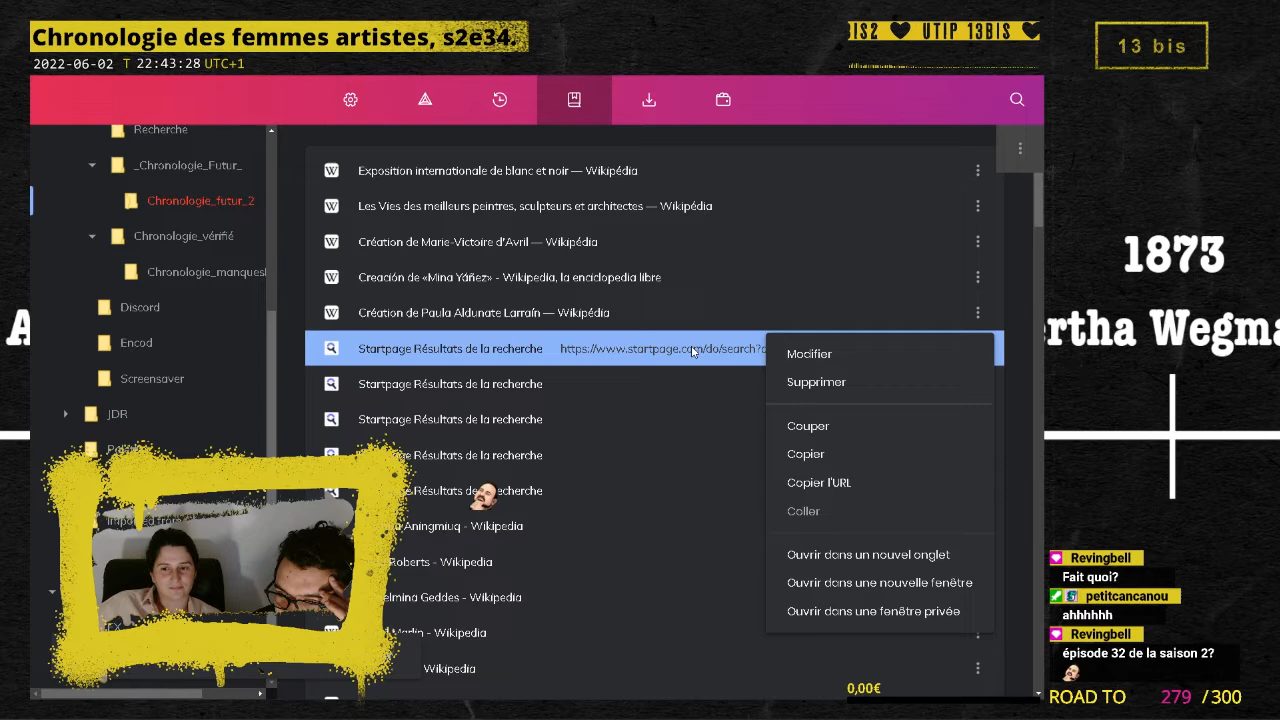 Chronologie des femmes artistes, s2e34.
2022-06-02 T 22:43:28 UTC+1
IS2 ♥ UTIP 13BIS ♥
13 bis
Recherche
_Chronologie_Futur_
Chronologie_futur_2
Chronologie_vérifié
Chronologie_manques
Discord
Encod
Screensaver
JDR
Exposition internationale de blanc et noir — Wikipédia
Les Vies des meilleurs peintres, sculpteurs et architectes — Wikipédia
Création de Marie-Victoire d'Avril — Wikipédia
Creación de «Mina Yáñez» - Wikipedia, la enciclopedia libre
Création de Paula Aldunate Larraín — Wikipédia
Startpage Résultats de la recherche https://www.startpage.com/do/search?
Startpage Résultats de la recherche
Startpage Résultats de la recherche
Résultats de la recherche
Résultats de la recherche
Aningmiuq - Wikipedia
Roberts - Wikipedia
elmina Geddes - Wikipedia
Martin - Wikipedia
Wikipedia
Modifier
Supprimer
Couper
Copier
Copier l'URL
Coller
Ouvrir dans un nouvel onglet
Ouvrir dans une nouvelle fenêtre
Ouvrir dans une fenêtre privée
0,00€
1873
ertha Wegma
Revingbell
Fait quoi?
petitcancanou
ahhhhhh
Revingbell
épisode 32 de la saison 2?
ROAD TO 279 / 300